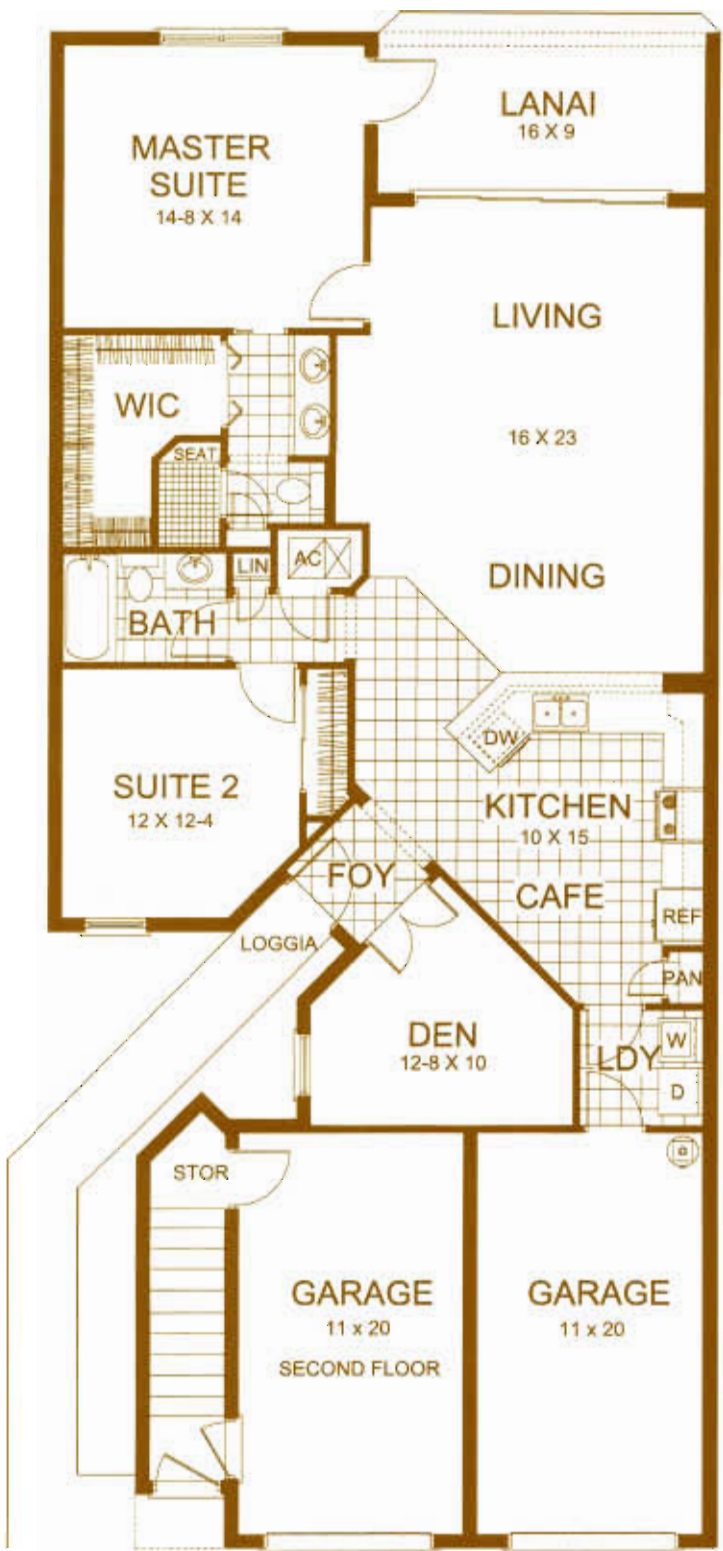 LANAI
16 X 9
MASTER
SUITE
14-8 X 14
LIVING
16 X 23
DINING
WIC
SEAT
AC
LIN
BATH
DW
SUITE 2
12 X 12-4
KITCHEN
10 X 15
CAFE
FOY
REF
LOGGIA
PAN
DEN
12-8 X 10
LDY
W
D
STOR
GARAGE
11 x 20
SECOND FLOOR
GARAGE
11 x 20